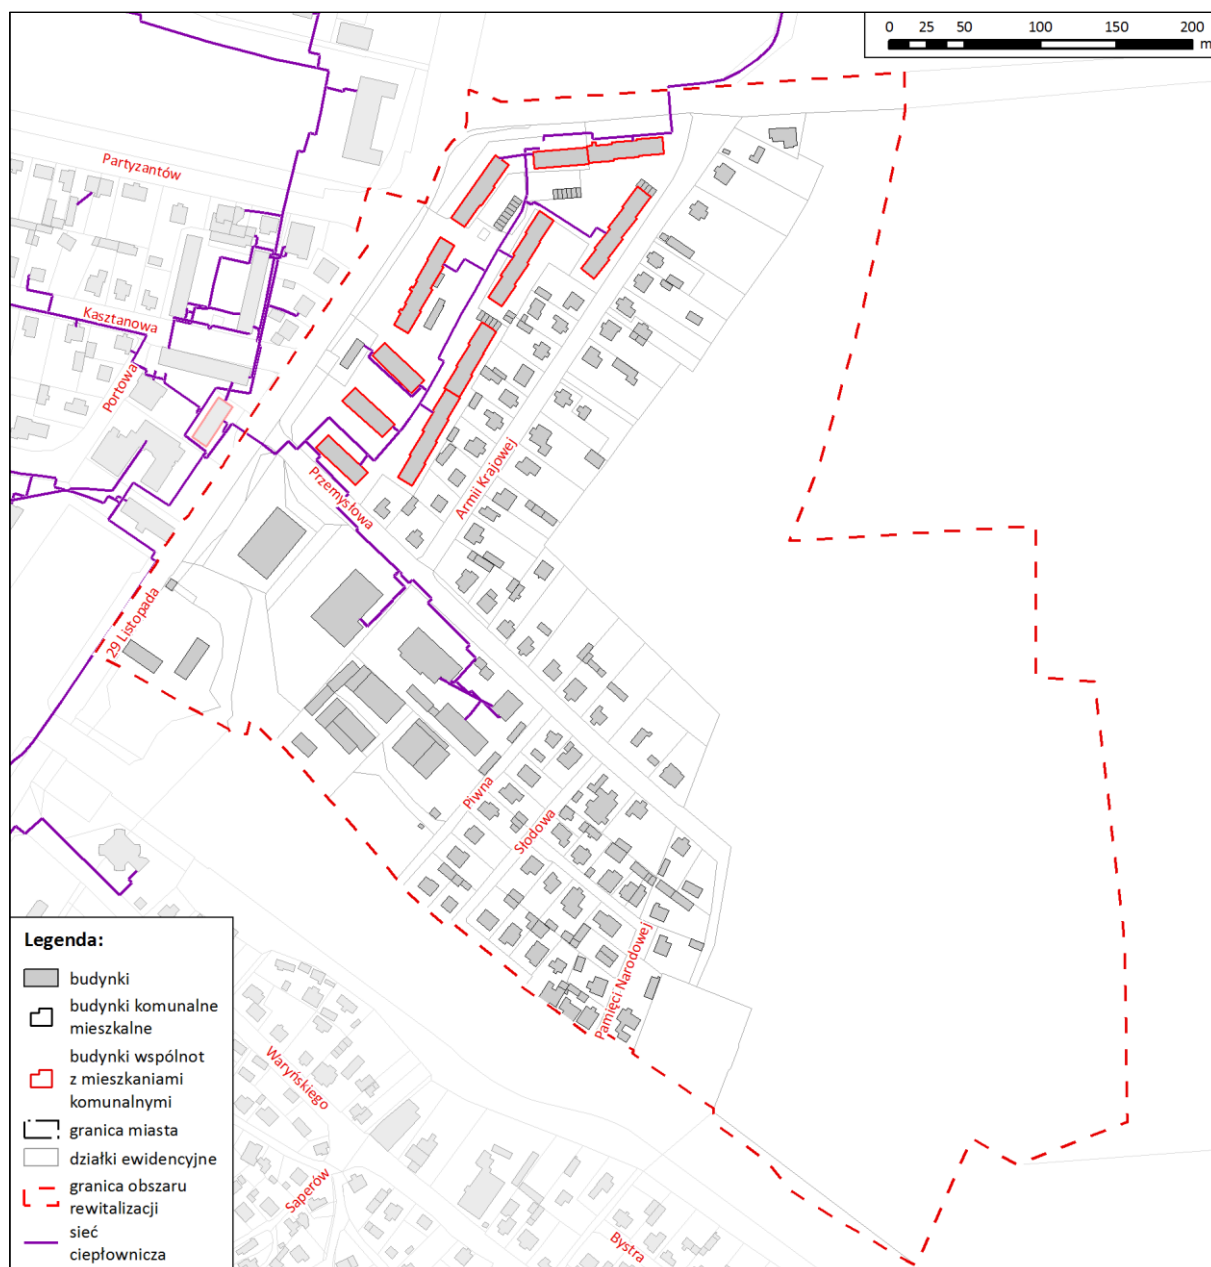 0 25 50 100 150 200
m
Partyzantów
Kasztanowa
Portowa
Przemysłowa
Armii Krajowej
29 Listopada
Piwna
Słodowa
Pamięci Narodowej
Waryńskiego
Saperów
Bystra
Legenda:
budynki
budynki komunalne
mieszkalne
budynki wspólnot
z mieszkaniami
komunalnymi
granica miasta
działki ewidencyjne
granica obszaru
rewitalizacji
sieć
ciepłownicza